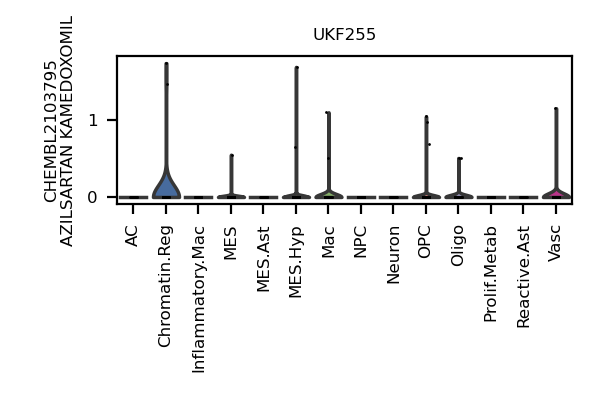 UKF255
CHEMBL2103795
AZILSARTAN KAMEDOXOMIL
1
0
AC
Chromatin.Reg
Inflammatory.Mac
MES
MES.Ast
MES.Hyp
Mac
NPC
Neuron
OPC
Oligo
Prolif.Metab
Reactive.Ast
Vasc